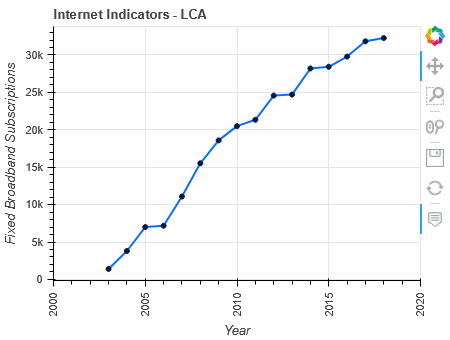 Internet Indicators - LCA
Fixed Broadband Subscriptions
30k
25k
20k
15k
10k
5k
0
2000
2005
2010
2015
2020
Year